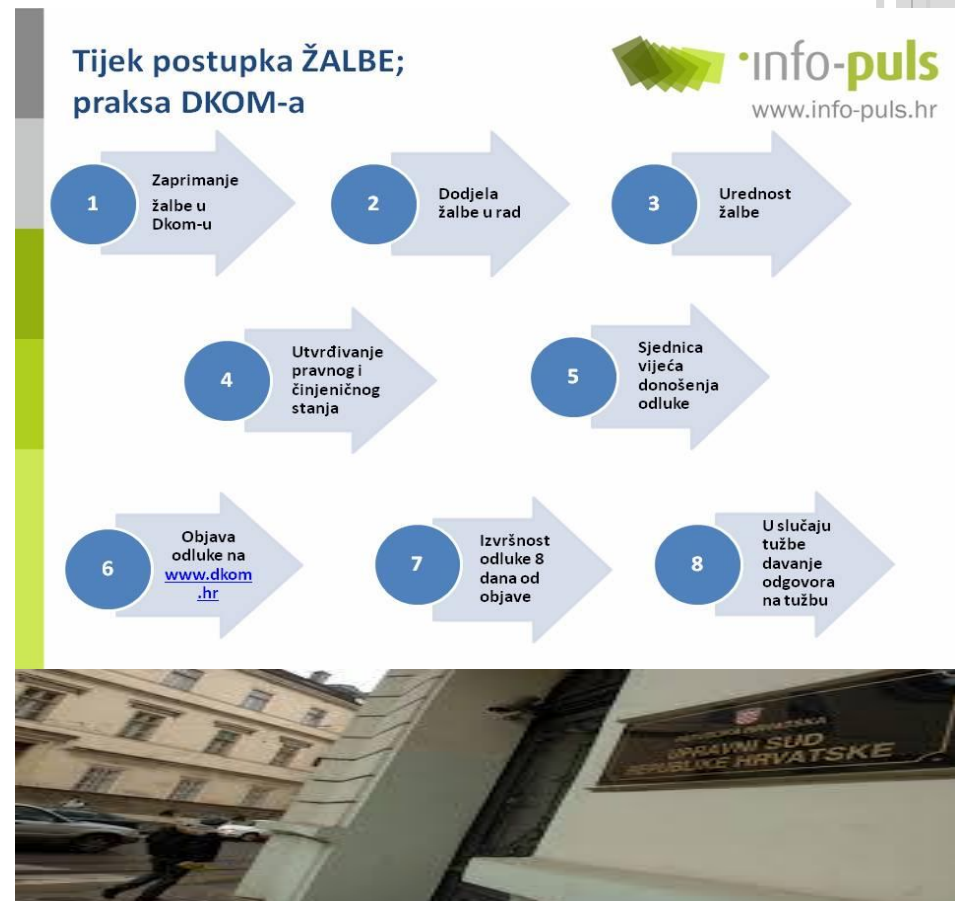 Tijek postupka ŽALBE;
praksa DKOM-a
info-puls
www.info-puls.hr
1
Zaprimanje
žalbe u
Dkom-u
2
Dodjela
žalbe u rad
3
Urednost
žalbe
4
Utvrđivanje
pravnog i
činjeničnog
stanja
5
Sjednica
vijeća
donošenja
odluke
6
Objava
odluke na
www.dkom
.hr
7
Izvršnost
odluke 8
dana od
objave
8
U slučaju
tužbe
davanje
odgovora
na tužbu
REPUBLIKA HRVATSKA
UPRAVNI SUD
REPUBLIKE HRVATSKE